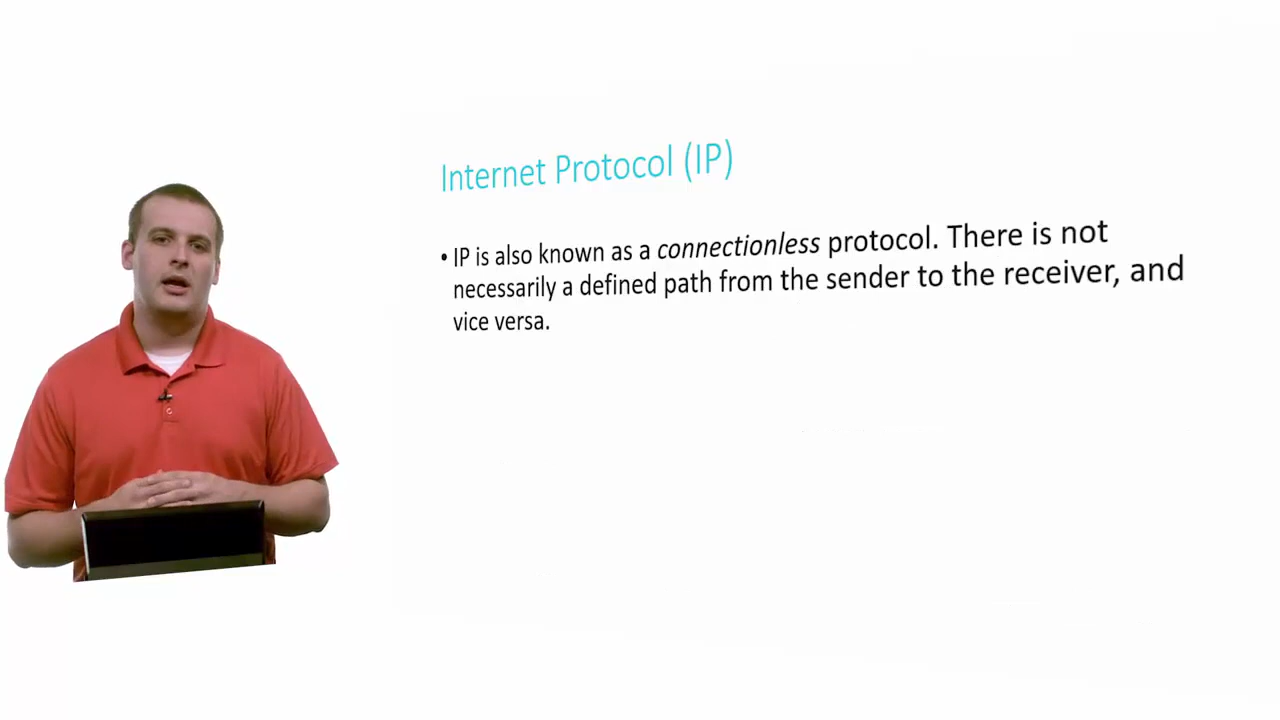 Internet Protocol (IP)
• IP is also known as a connectionless protocol. There is not
necessarily a defined path from the sender to the receiver, and
vice versa.